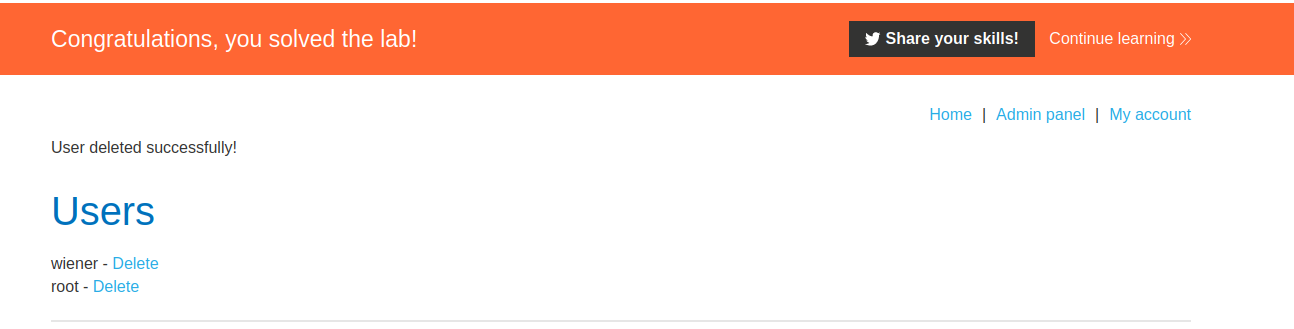 Congratulations, you solved the lab!
Share your skills!
Continue learning
Home | Admin panel | My account
User deleted successfully!
Users
wiener - Delete
root - Delete